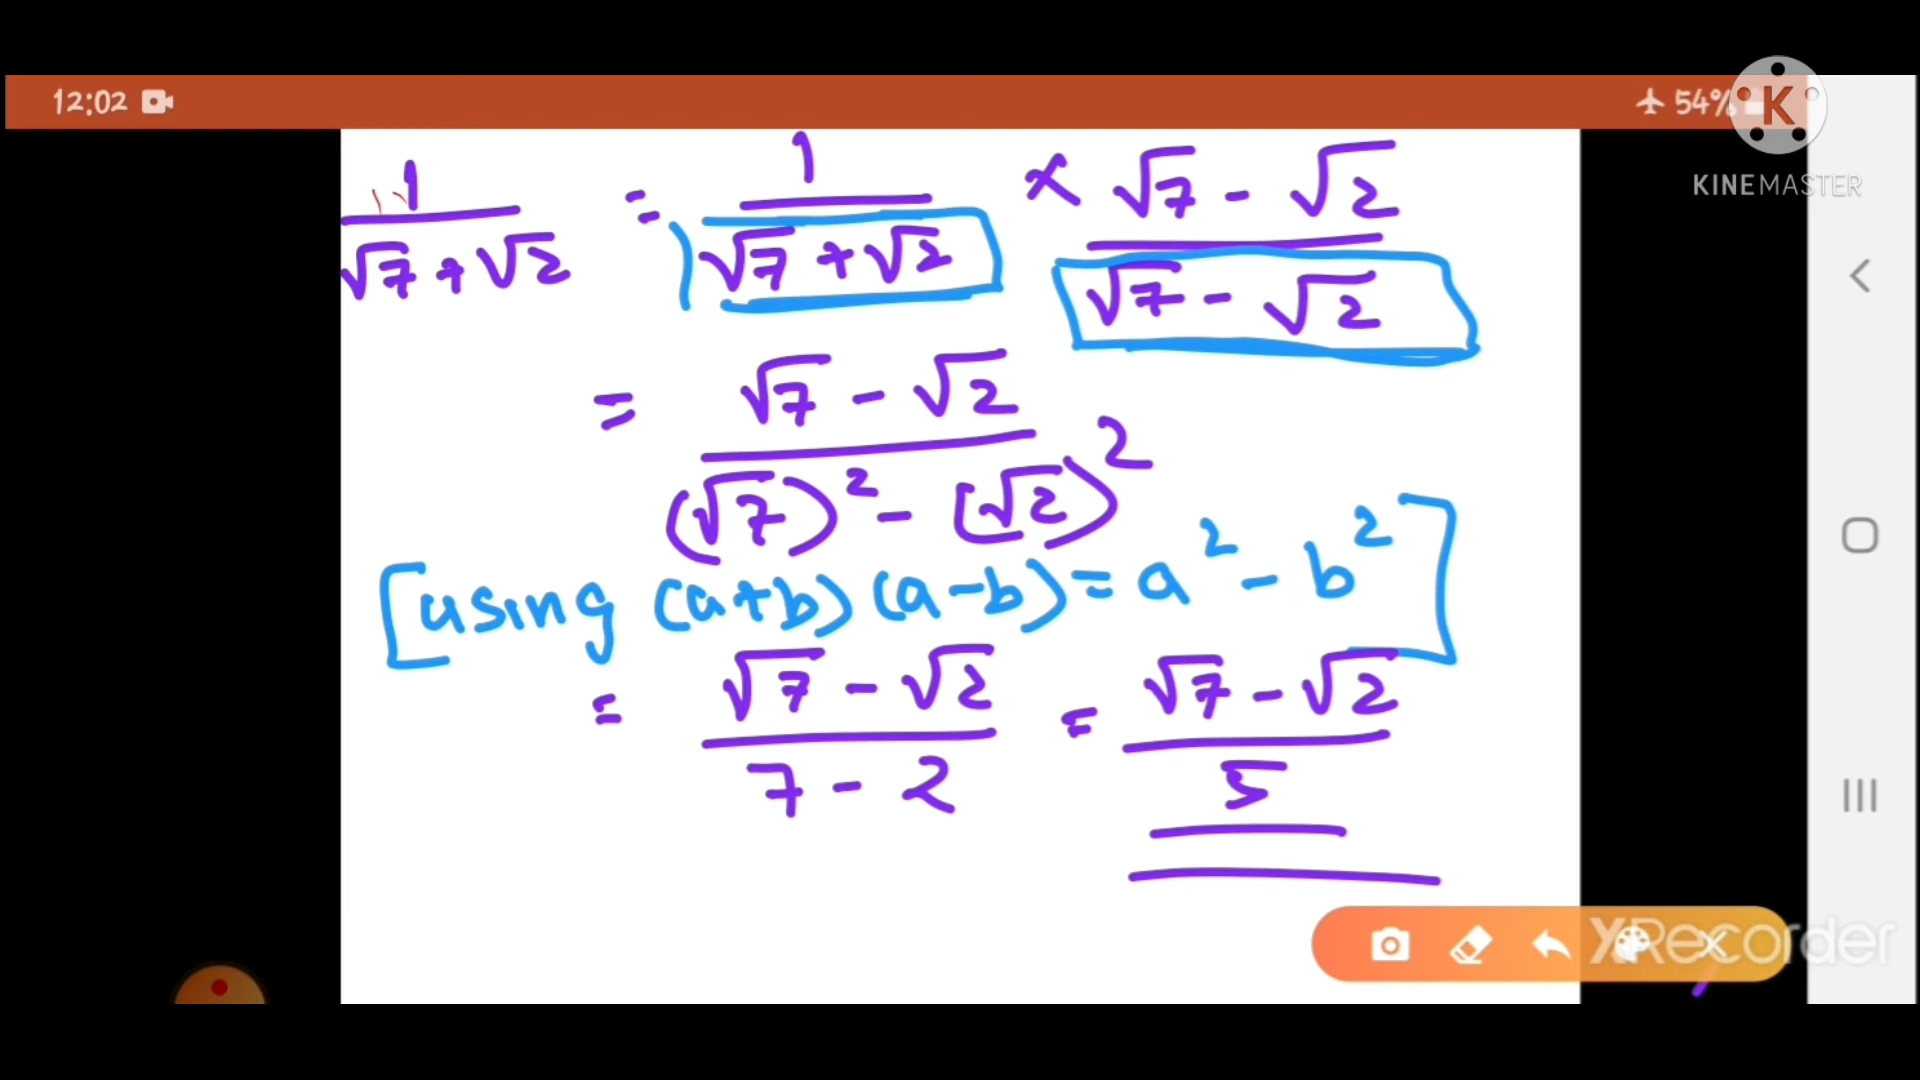 12:02
54%
K
KINEMASTER
1/(√7+√2) = 1/(√7+√2) × (√7-√2)/(√7-√2)
= (√7-√2)/((√7)²-(√2)²)
[using (a+b)(a-b)=a²-b²]
= (√7-√2)/(7-2) = (√7-√2)/5
XRecorder